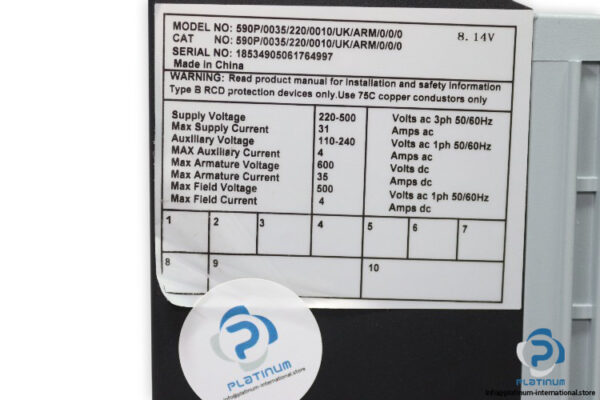 MODEL NO: 590P/0035/220/0010/UK/ARM/0/0/0
8.14V
CAT NO: 590P/0035/220/0010/UK/ARM/0/0/0
SERIAL NO: 18534905061764997
Made in China
WARNING: Read product manual for installation and safety information
Type B RCD protection devices only.Use 75C copper condustors only
Supply Voltage 220-500 Volts ac 3ph 50/60Hz
Max Supply Current 31 Amps ac
Auxiliary Voltage 110-240 Volts ac 1ph 50/60Hz
MAX Auxiliary Current 4 Amps ac
Max Armature Voltage 600 Volts dc
Max Armature Current 35 Amps dc
Max Field Voltage 500 Volts ac 1ph 50/60Hz
Max Field Current 4 Amps dc
1 2 3 4 5 6 7
8 9 10
PLATINUM
info@platinum-international.store
PLATINUM
info@platinum-international.store